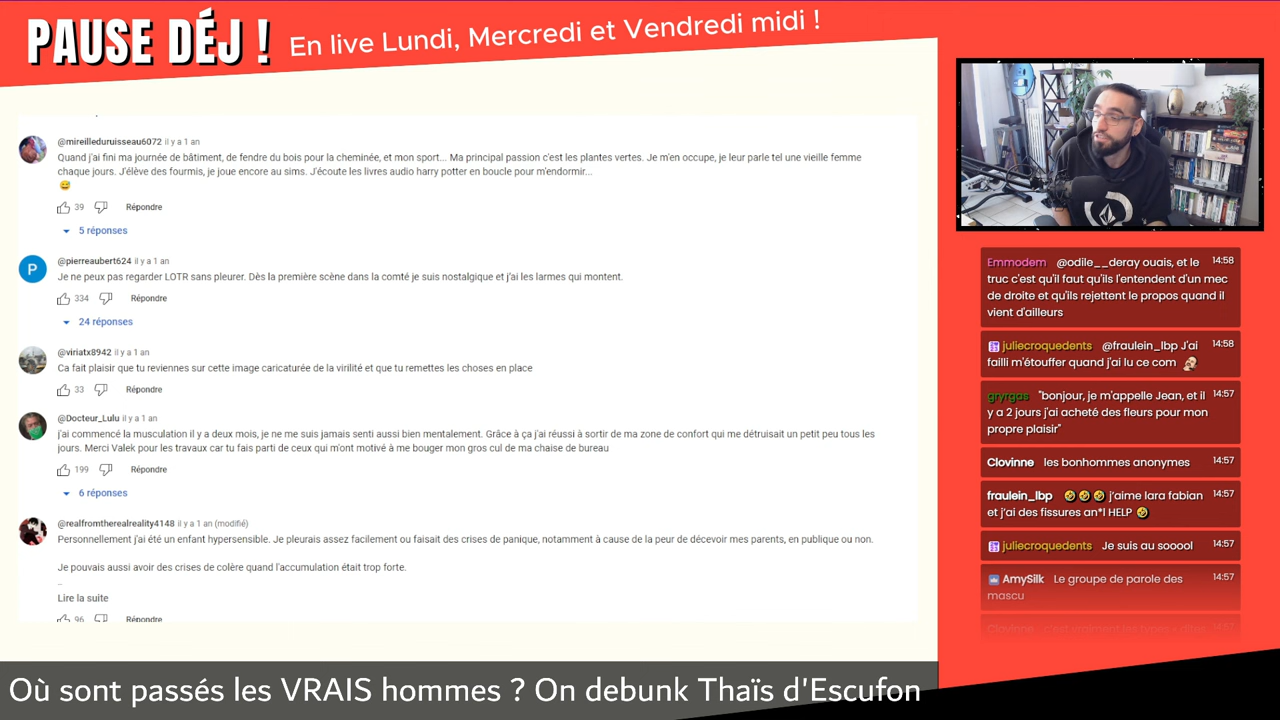 PAUSE DÉJ !
En live Lundi, Mercredi et Vendredi midi !
@mireilleduruisseau6072 il y a 1 an
Quand j'ai fini ma journée de bâtiment, de fendre du bois pour la cheminée, et mon sport... Ma principal passion c'est les plantes vertes. Je m'en occupe, je leur parle tel une vieille femme
chaque jours. J'élève des fourmis, je joue encore au sims. J'écoute les livres audio harry potter en boucle pour m'endormir...
39 Répondre
5 réponses
P
@pierreaubert624 il y a 1 an
Je ne peux pas regarder LOTR sans pleurer. Dès la première scène dans la comté je suis nostalgique et j'ai les larmes qui montent.
334 Répondre
24 réponses
@viriatx8942 il y a 1 an
Ca fait plaisir que tu reviennes sur cette image caricaturée de la virilité et que tu remettes les choses en place
33 Répondre
@Docteur_Lulu il y a 1 an
j'ai commencé la musculation il y a deux mois, je ne me suis jamais senti aussi bien mentalement. Grâce à ça j'ai réussi à sortir de ma zone de confort qui me détruisait un petit peu tous les
jours. Merci Valek pour les travaux car tu fais parti de ceux qui m'ont motivé à me bouger mon gros cul de ma chaise de bureau
199 Répondre
6 réponses
@realfromtherealreality4148 il y a 1 an (modifié)
Personnellement j'ai été un enfant hypersensible. Je pleurais assez facilement ou faisait des crises de panique, notamment à cause de la peur de décevoir mes parents, en publique ou non.
Je pouvais aussi avoir des crises de colère quand l'accumulation était trop forte.
..
Lire la suite
96 Répondre
Emmodem @odile__deray ouais, et le 14:58
truc c'est qu'il faut qu'ils l'entendent d'un mec
de droite et qu'ils rejettent le propos quand il
vient d'ailleurs
juliecroquedents @fraulein_lbp J'ai 14:58
failli m'étouffer quand j'ai lu ce com
gryrgas "bonjour, je m'appelle Jean, et il 14:57
y a 2 jours j'ai acheté des fleurs pour mon
propre plaisir"
Clovinne les bonhommes anonymes 14:57
fraulein_lbp 🤣🤣🤣 j'aime lara fabian 14:57
et j'ai des fissures an*l HELP 🤣
juliecroquedents Je suis au sooool 14:57
AmySilk Le groupe de parole des 14:57
mascu
Clovinne c'est vraiment les types
Où sont passés les VRAIS hommes ? On debunk Thaïs d'Escufon